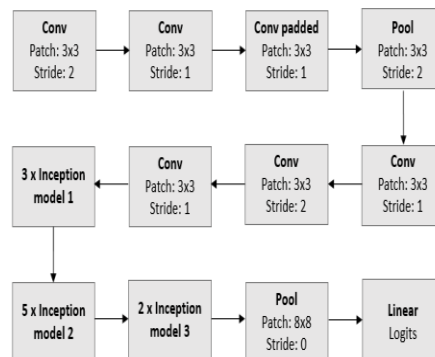 Conv
Patch: 3x3
Stride: 2
Conv
Patch: 3x3
Stride: 1
Conv padded
Patch: 3x3
Stride: 1
Pool
Patch: 3x3
Stride: 2
Conv
Patch: 3x3
Stride: 1
Conv
Patch: 3x3
Stride: 2
Conv
Patch: 3x3
Stride: 1
3 x Inception
model 1
5 x Inception
model 2
2 x Inception
model 3
Pool
Patch: 8x8
Stride: 0
Linear
Logits